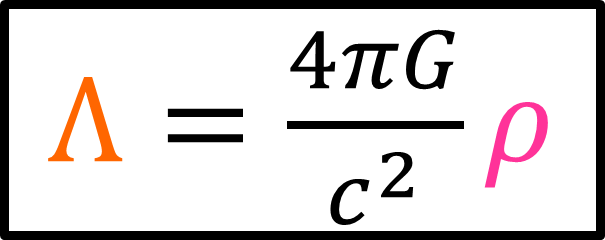 Λ = 4πG/c² ρ